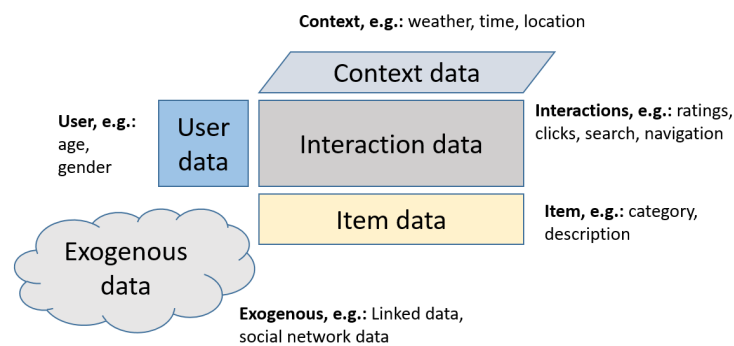 Context, e.g.: weather, time, location
Context data
User, e.g.:
age,
gender
User
data
Interaction data
Interactions, e.g.: ratings,
clicks, search, navigation
Item data
Item, e.g.: category,
description
Exogenous
data
Exogenous, e.g.: Linked data,
social network data